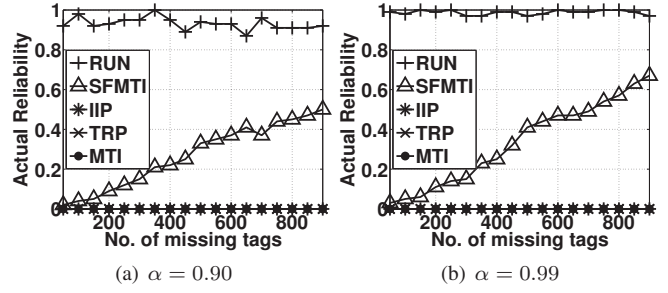 Actual Reliability
1
0.8
0.6
0.4
0.2
0
RUN
SFMTI
IIP
TRP
MTI
200 400 600 800
No. of missing tags
(a) α = 0.90
Actual Reliability
1
0.8
0.6
0.4
0.2
0
RUN
SFMTI
IIP
TRP
MTI
200 400 600 800
No. of missing tags
(b) α = 0.99